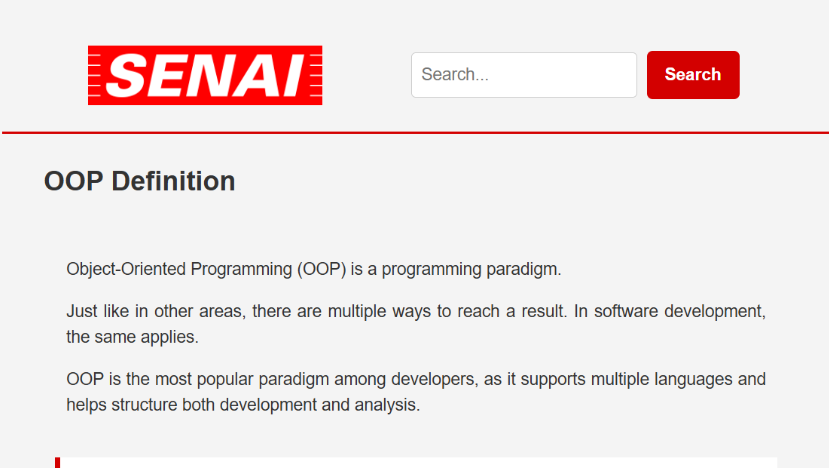 SENAI
Search...
Search
OOP Definition
Object-Oriented Programming (OOP) is a programming paradigm.
Just like in other areas, there are multiple ways to reach a result. In software development,
the same applies.
OOP is the most popular paradigm among developers, as it supports multiple languages and
helps structure both development and analysis.